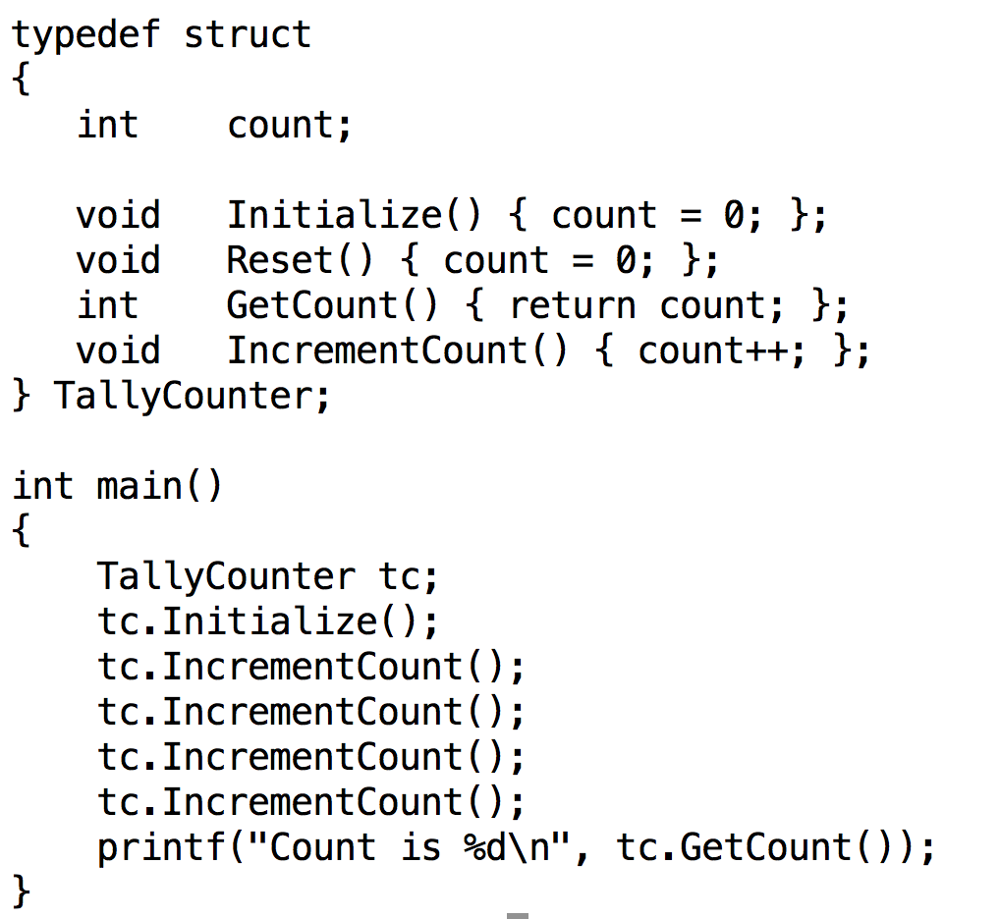 typedef struct
{
   int    count;

   void   Initialize() { count = 0; };
   void   Reset() { count = 0; };
   int    GetCount() { return count; };
   void   IncrementCount() { count++; };
} TallyCounter;

int main()
{
    TallyCounter tc;
    tc.Initialize();
    tc.IncrementCount();
    tc.IncrementCount();
    tc.IncrementCount();
    tc.IncrementCount();
    printf("Count is %d\n", tc.GetCount());
}